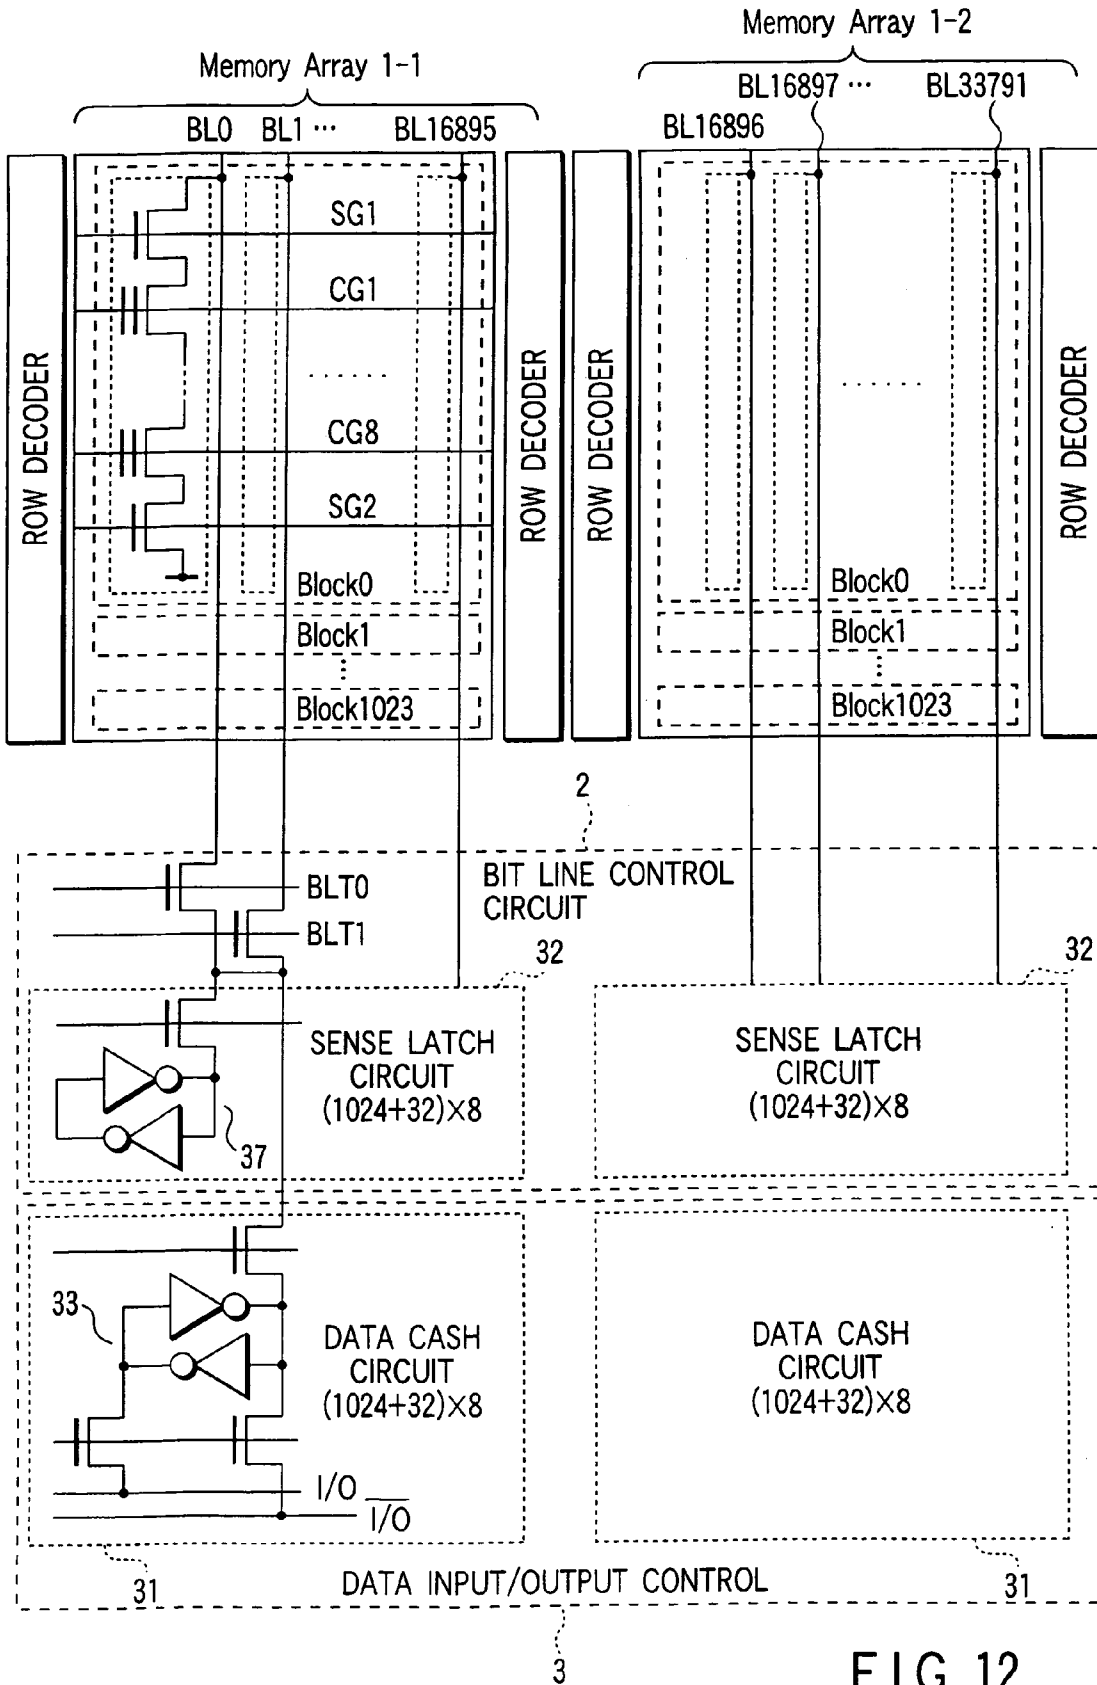 Memory Array 1-1
Memory Array 1-2
BL0
BL1 ...
BL16895
BL16896
BL16897 ...
BL33791
ROW DECODER
SG1
CG1
.......
CG8
SG2
Block0
Block1
Block1023
ROW DECODER
ROW DECODER
.......
Block0
Block1
Block1023
ROW DECODER
2
BIT LINE CONTROL
CIRCUIT
BLT0
BLT1
32
32
SENSE LATCH
CIRCUIT
(1024+32)×8
37
SENSE LATCH
CIRCUIT
(1024+32)×8
33
DATA CASH
CIRCUIT
(1024+32)×8
DATA CASH
CIRCUIT
(1024+32)×8
I/O
I/O
31
DATA INPUT/OUTPUT CONTROL
31
3
FIG. 12